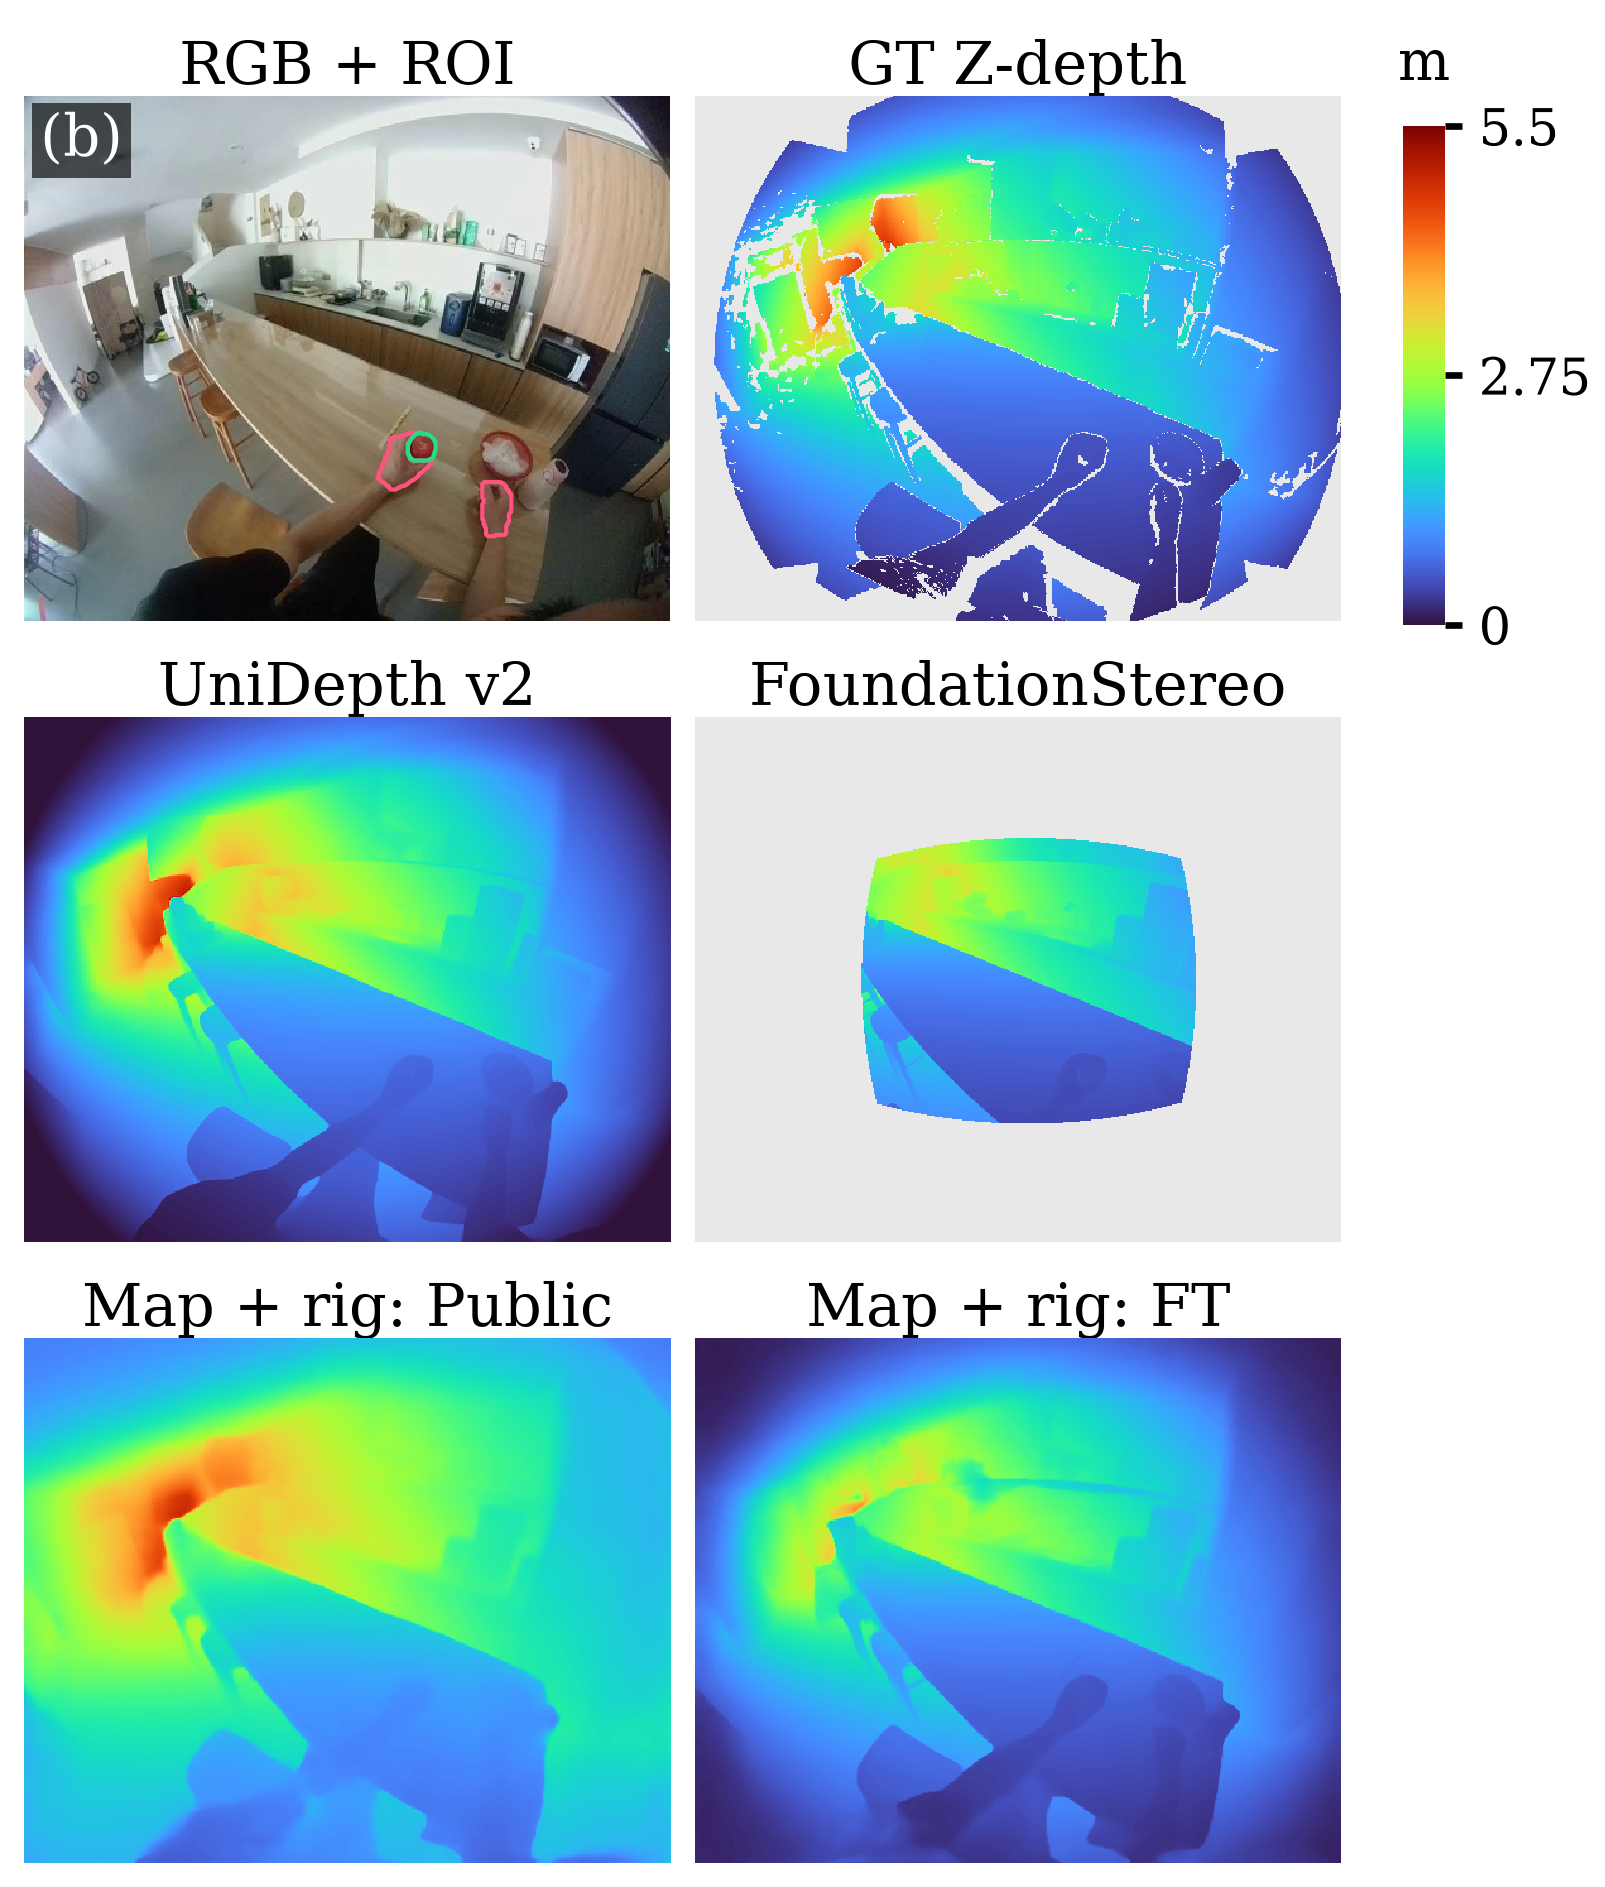 RGB + ROI
GT Z-depth
m
(b)
5.5
2.75
0
UniDepth v2
FoundationStereo
Map + rig: Public
Map + rig: FT